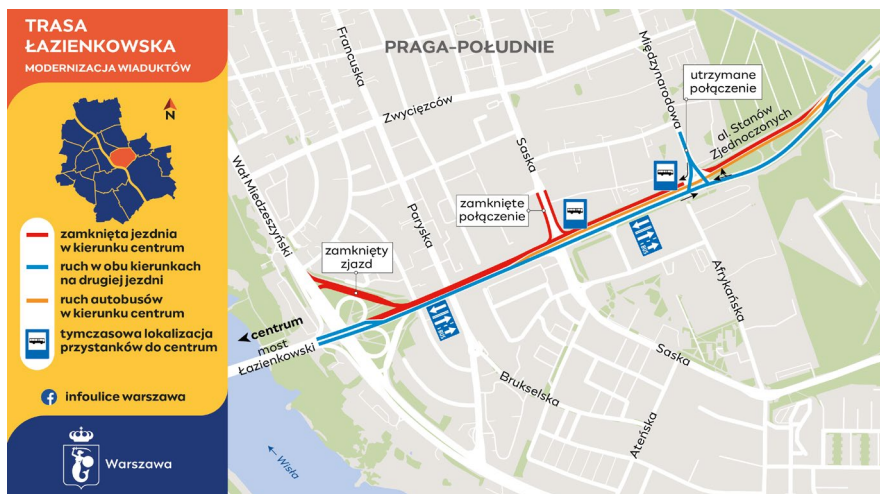 TRASA
ŁAZIENKOWSKA
MODERNIZACJA WIADUKTÓW
N
zamknięta jezdnia
w kierunku centrum
ruch w obu kierunkach
na drugiej jezdni
ruch autobusów
w kierunku centrum
tymczasowa lokalizacja
przystanków do centrum
infoulice warszawa
Warszawa
PRAGA-POŁUDNIE
Francuska
Zwycięzców
Międzynarodowa
utrzymane
połączenie
al. Stanów
Zjednoczonych
Saska
Wał Miedzeszyński
Paryska
zamknięte
połączenie
zamknięty
zjazd
centrum
most
Łazienkowski
BUS
BUS
Afrykańska
Saska
Brukselska
Ateńska
Wisła